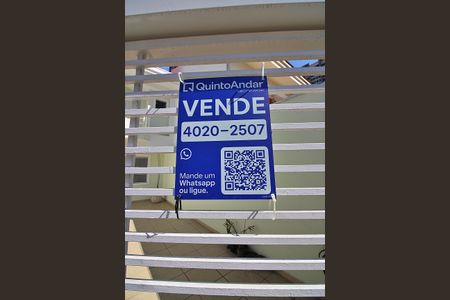 QuintoAndar
VENDE
4020-2507
Mande um
Whatsapp
ou ligue.